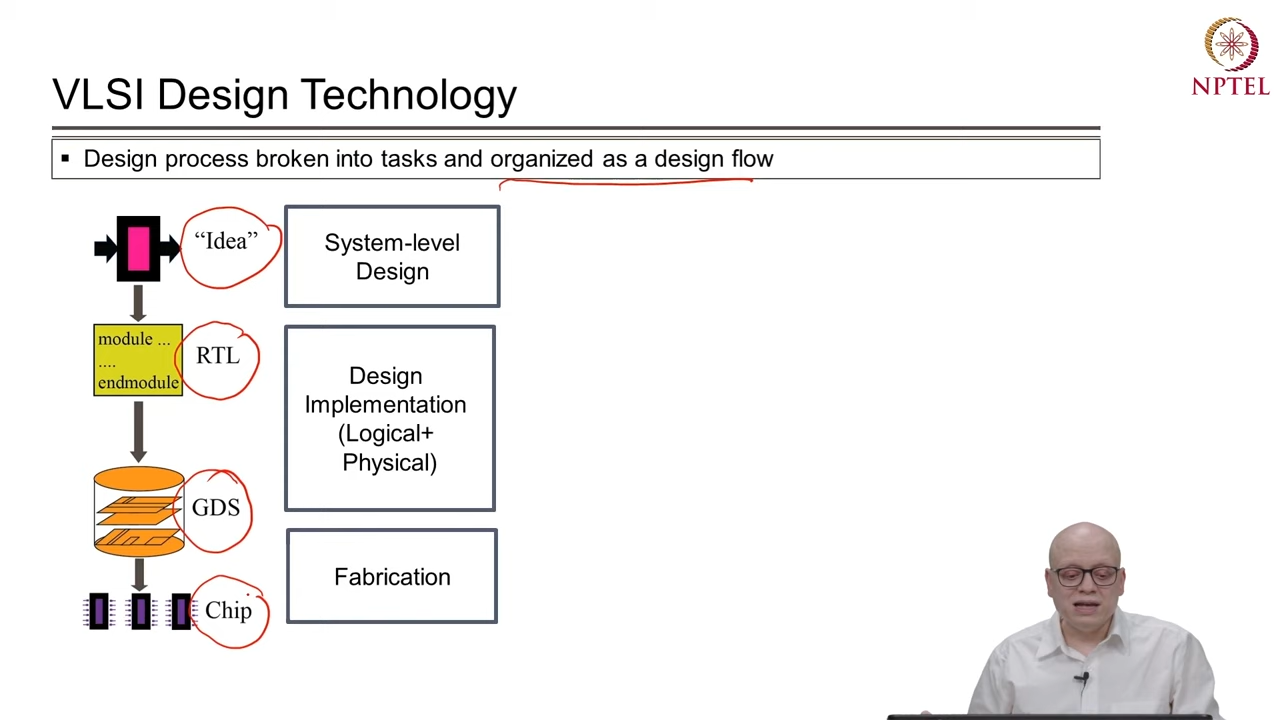 NPTEL
VLSI Design Technology
▪ Design process broken into tasks and organized as a design flow
“Idea”
System-level
Design
module ...
....
endmodule
RTL
Design
Implementation
(Logical+
Physical)
GDS
Fabrication
Chip